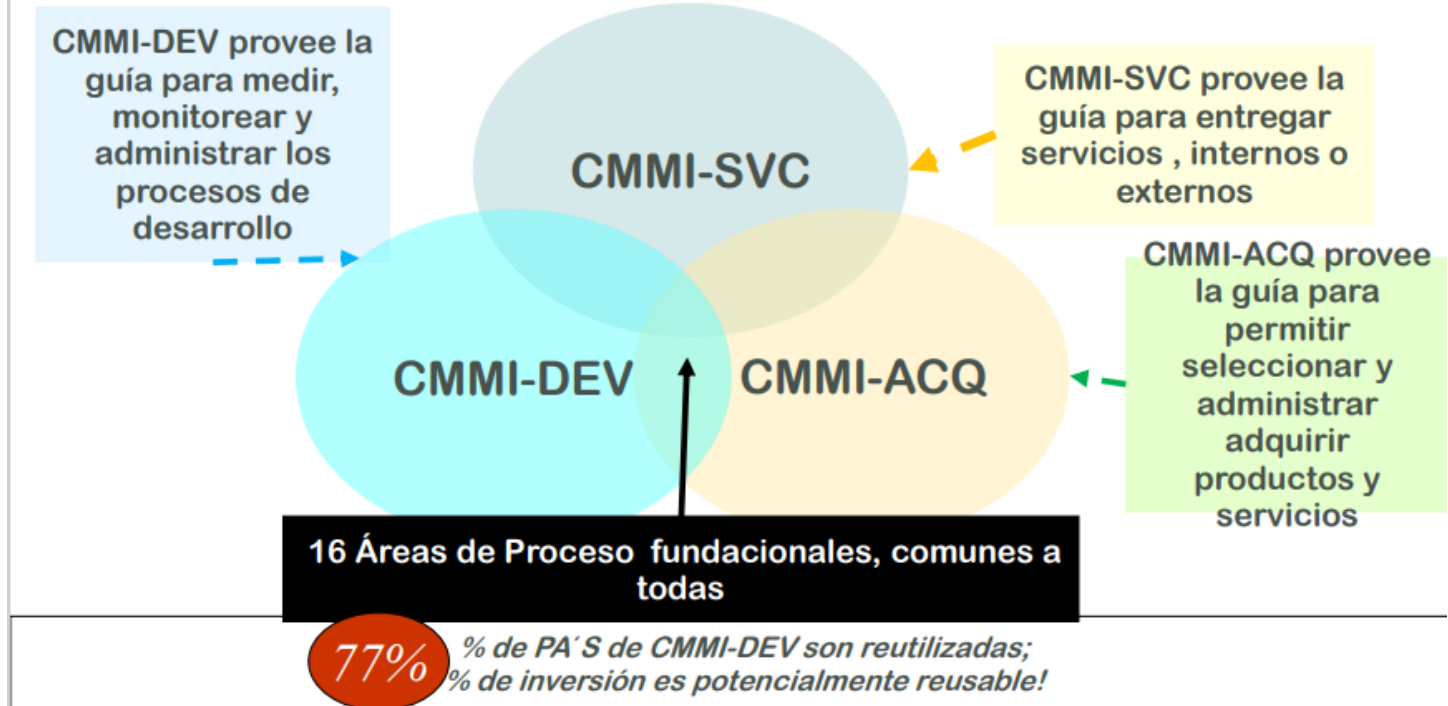 CMMI-DEV provee la
guía para medir,
monitorear y
administrar los
procesos de
desarrollo
CMMI-SVC
CMMI-SVC provee la
guía para entregar
servicios , internos o
externos
CMMI-DEV
CMMI-ACQ
CMMI-ACQ provee
la guía para
permitir
seleccionar y
administrar
adquirir
productos y
servicios
16 Áreas de Proceso fundacionales, comunes a
todas
77%
% de PA´S de CMMI-DEV son reutilizadas;
% de inversión es potencialmente reusable!